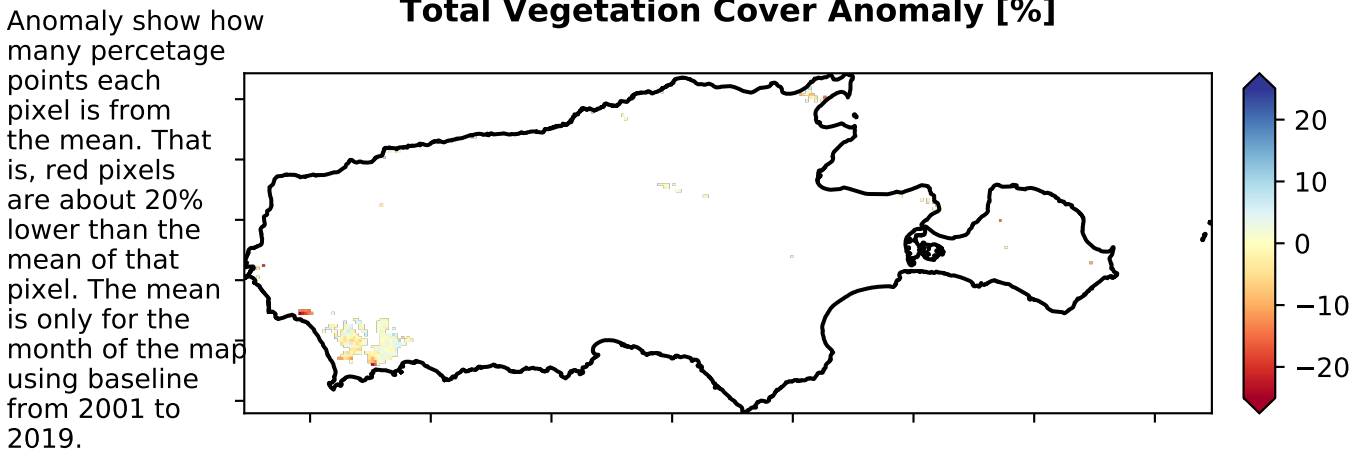 Total Vegetation Cover Anomaly [%]
Anomaly show how
many percetage
points each
pixel is from
the mean. That
is, red pixels
are about 20%
lower than the
mean of that
pixel. The mean
is only for the
month of the map
using baseline
from 2001 to
2019.
20
10
0
−10
−20